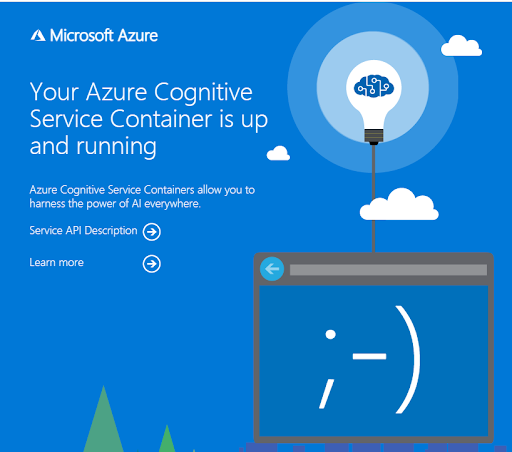 Microsoft Azure
Your Azure Cognitive
Service Container is up
and running
Azure Cognitive Service Containers allow you to
harness the power of AI everywhere.
Service API Description
Learn more
;-)